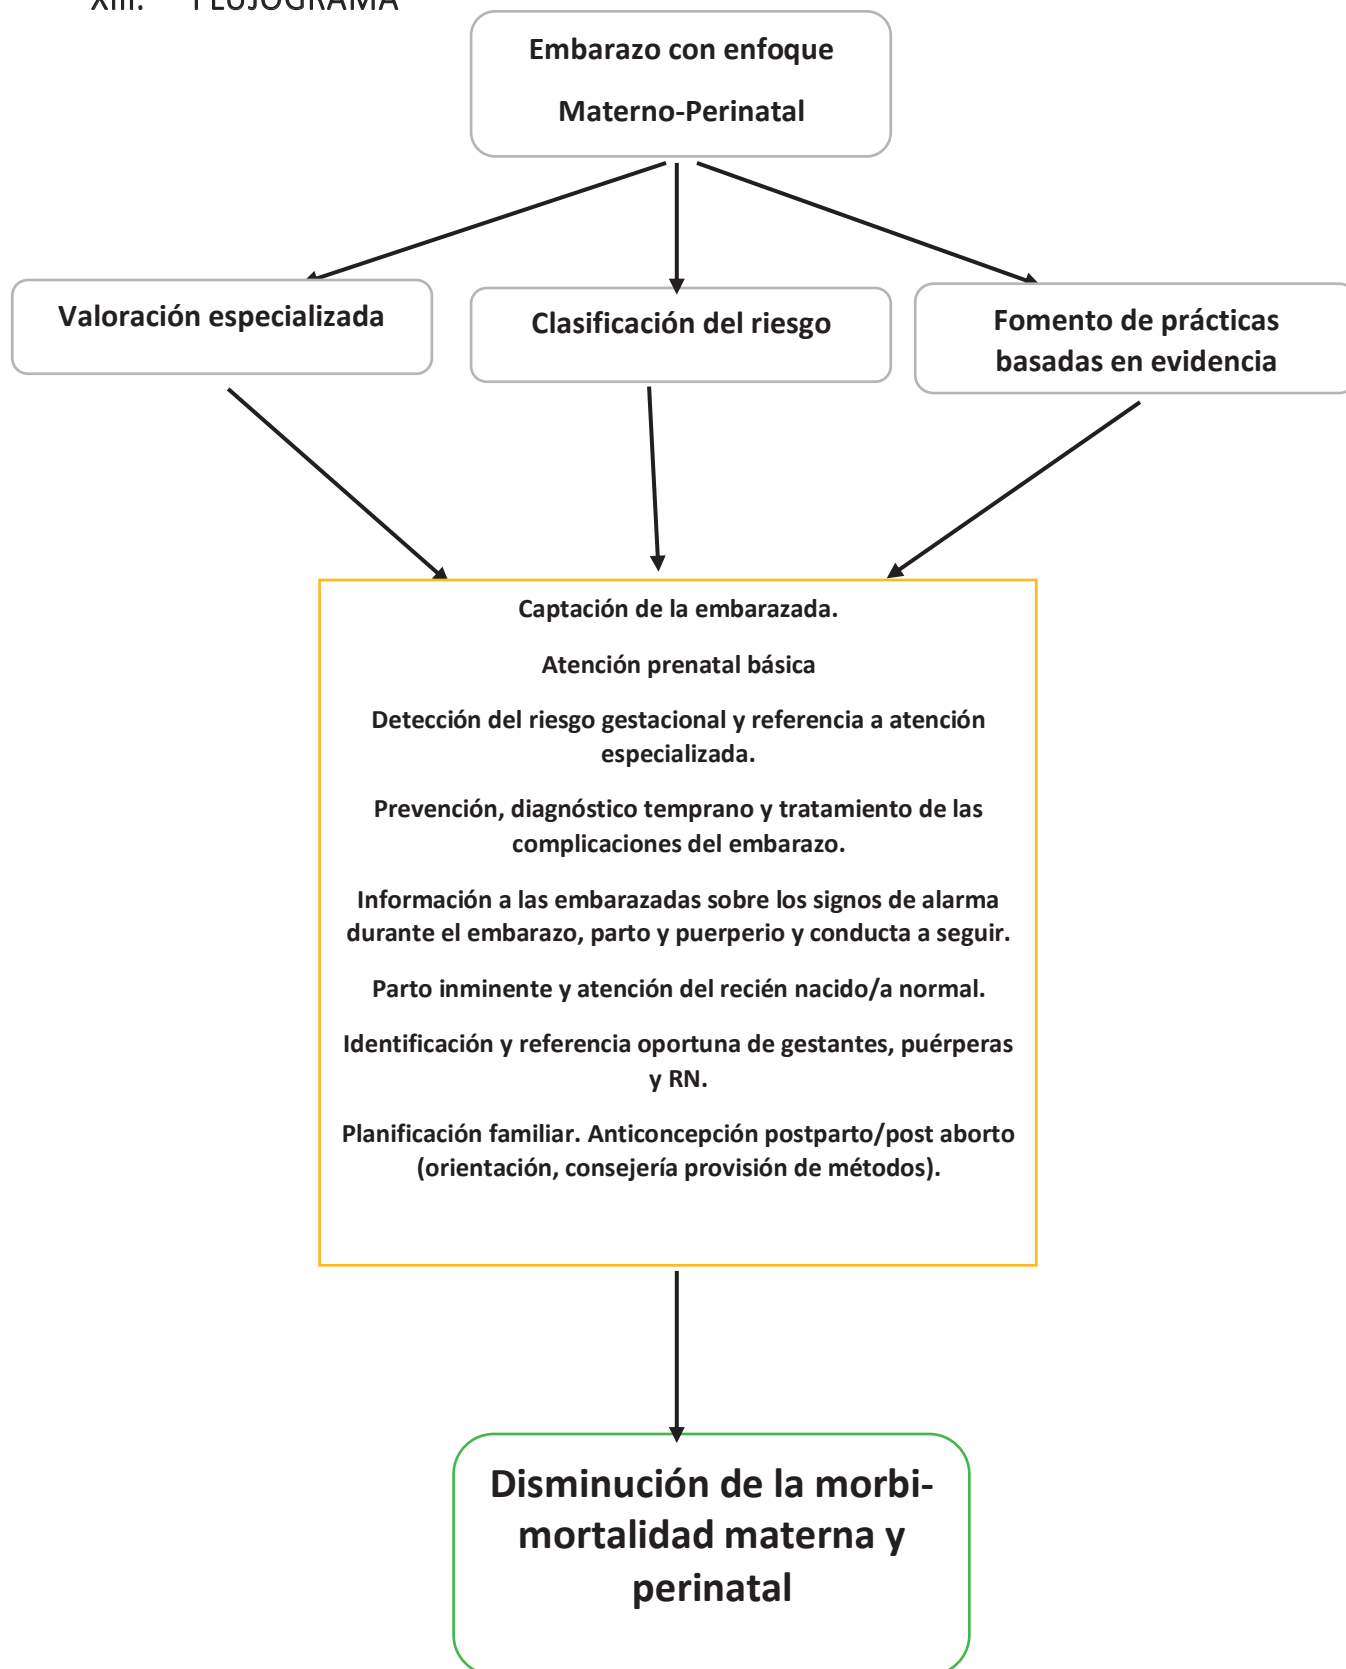 XIII. FLUJOGRAMA
Embarazo con enfoque
Materno-Perinatal
Valoración especializada
Clasificación del riesgo
Fomento de prácticas
basadas en evidencia
Captación de la embarazada.
Atención prenatal básica
Detección del riesgo gestacional y referencia a atención
especializada.
Prevención, diagnóstico temprano y tratamiento de las
complicaciones del embarazo.
Información a las embarazadas sobre los signos de alarma
durante el embarazo, parto y puerperio y conducta a seguir.
Parto inminente y atención del recién nacido/a normal.
Identificación y referencia oportuna de gestantes, puérperas
y RN.
Planificación familiar. Anticoncepción postparto/post aborto
(orientación, consejería provisión de métodos).
Disminución de la morbi-
mortalidad materna y
perinatal